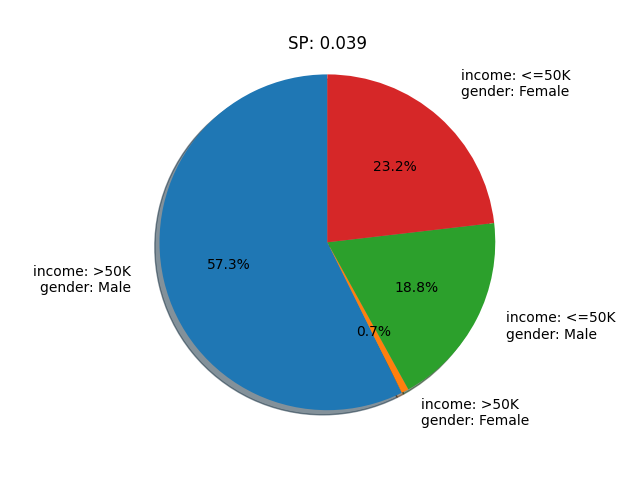 SP: 0.039
income: <=50K
gender: Female
23.2%
57.3%
income: >50K
gender: Male
18.8%
income: <=50K
gender: Male
0.7%
income: >50K
gender: Female